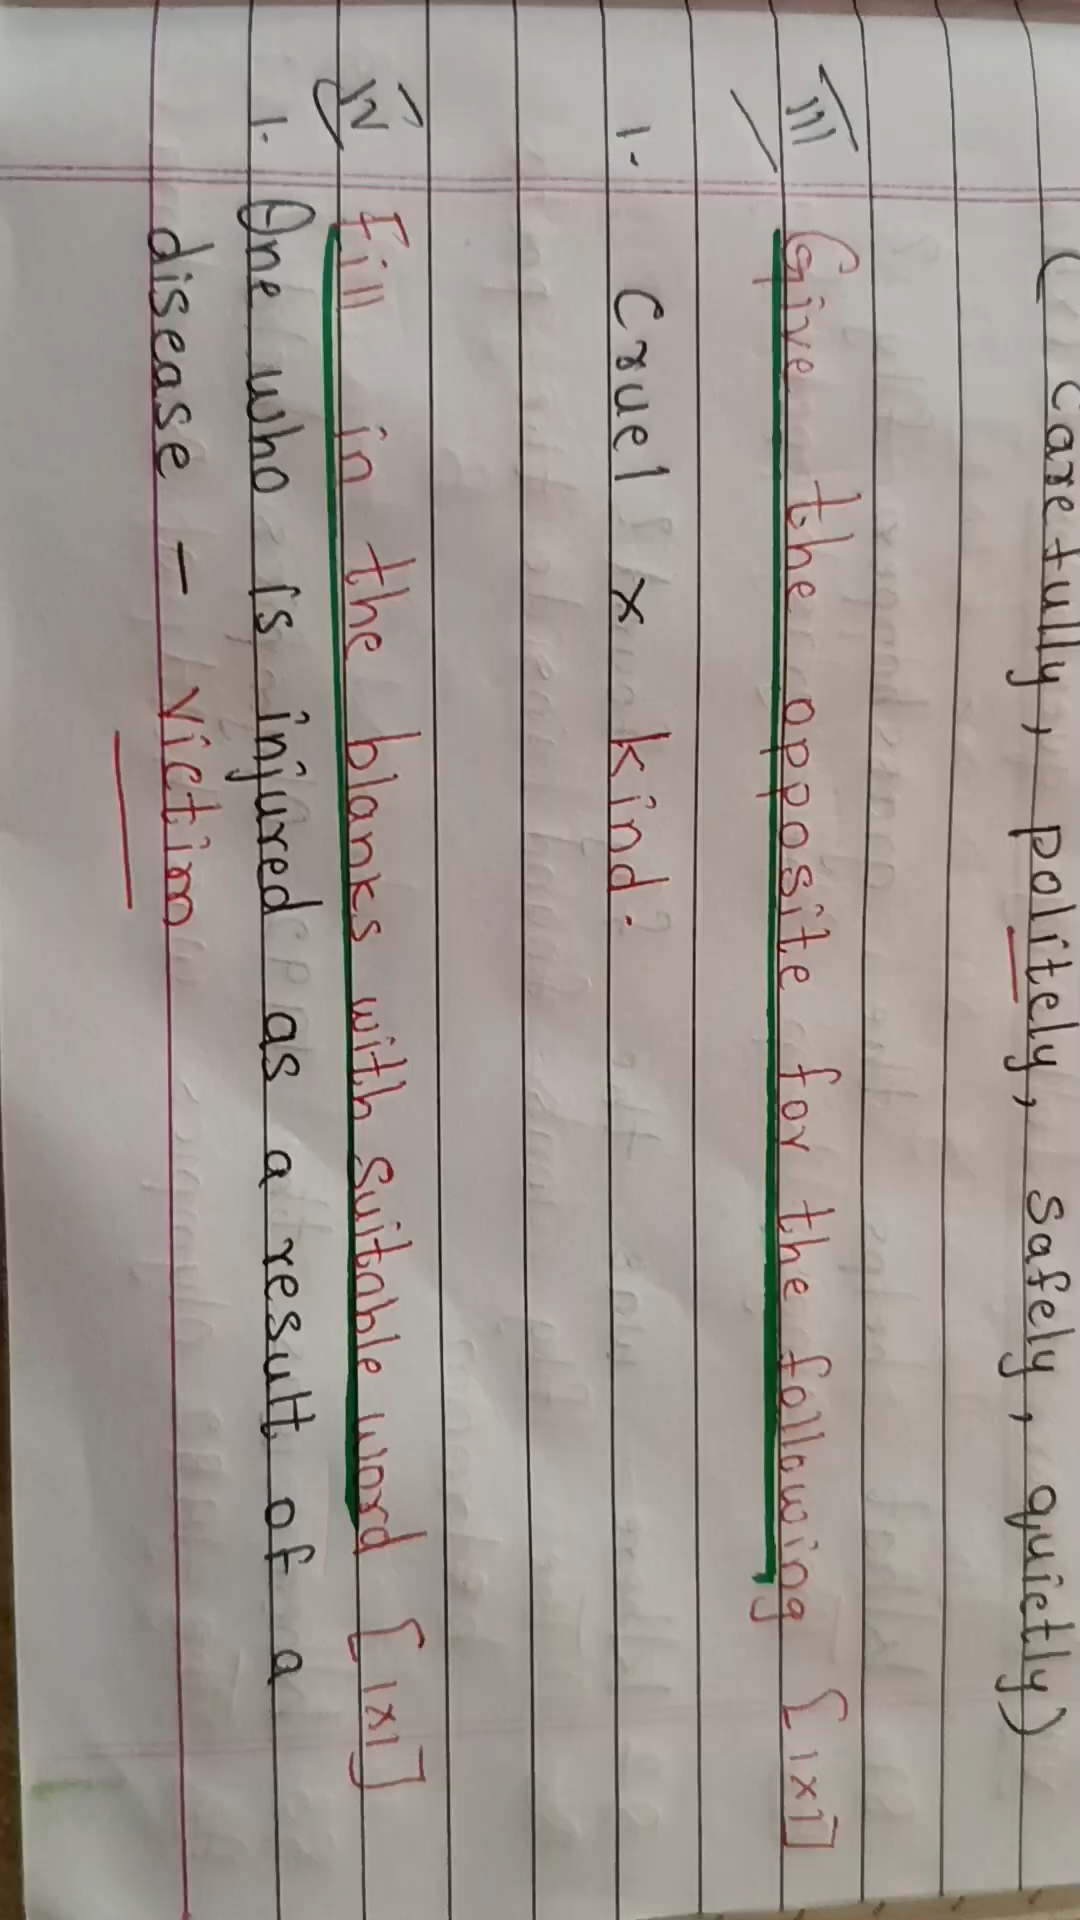 (Carefully, politely, safely, quietly)
III Give the opposite for the following [1x1]
1. Cruel x kind.
IV Fill in the blanks with Suitable word [1x1]
1. One who is injured as a result of a
disease - Victim